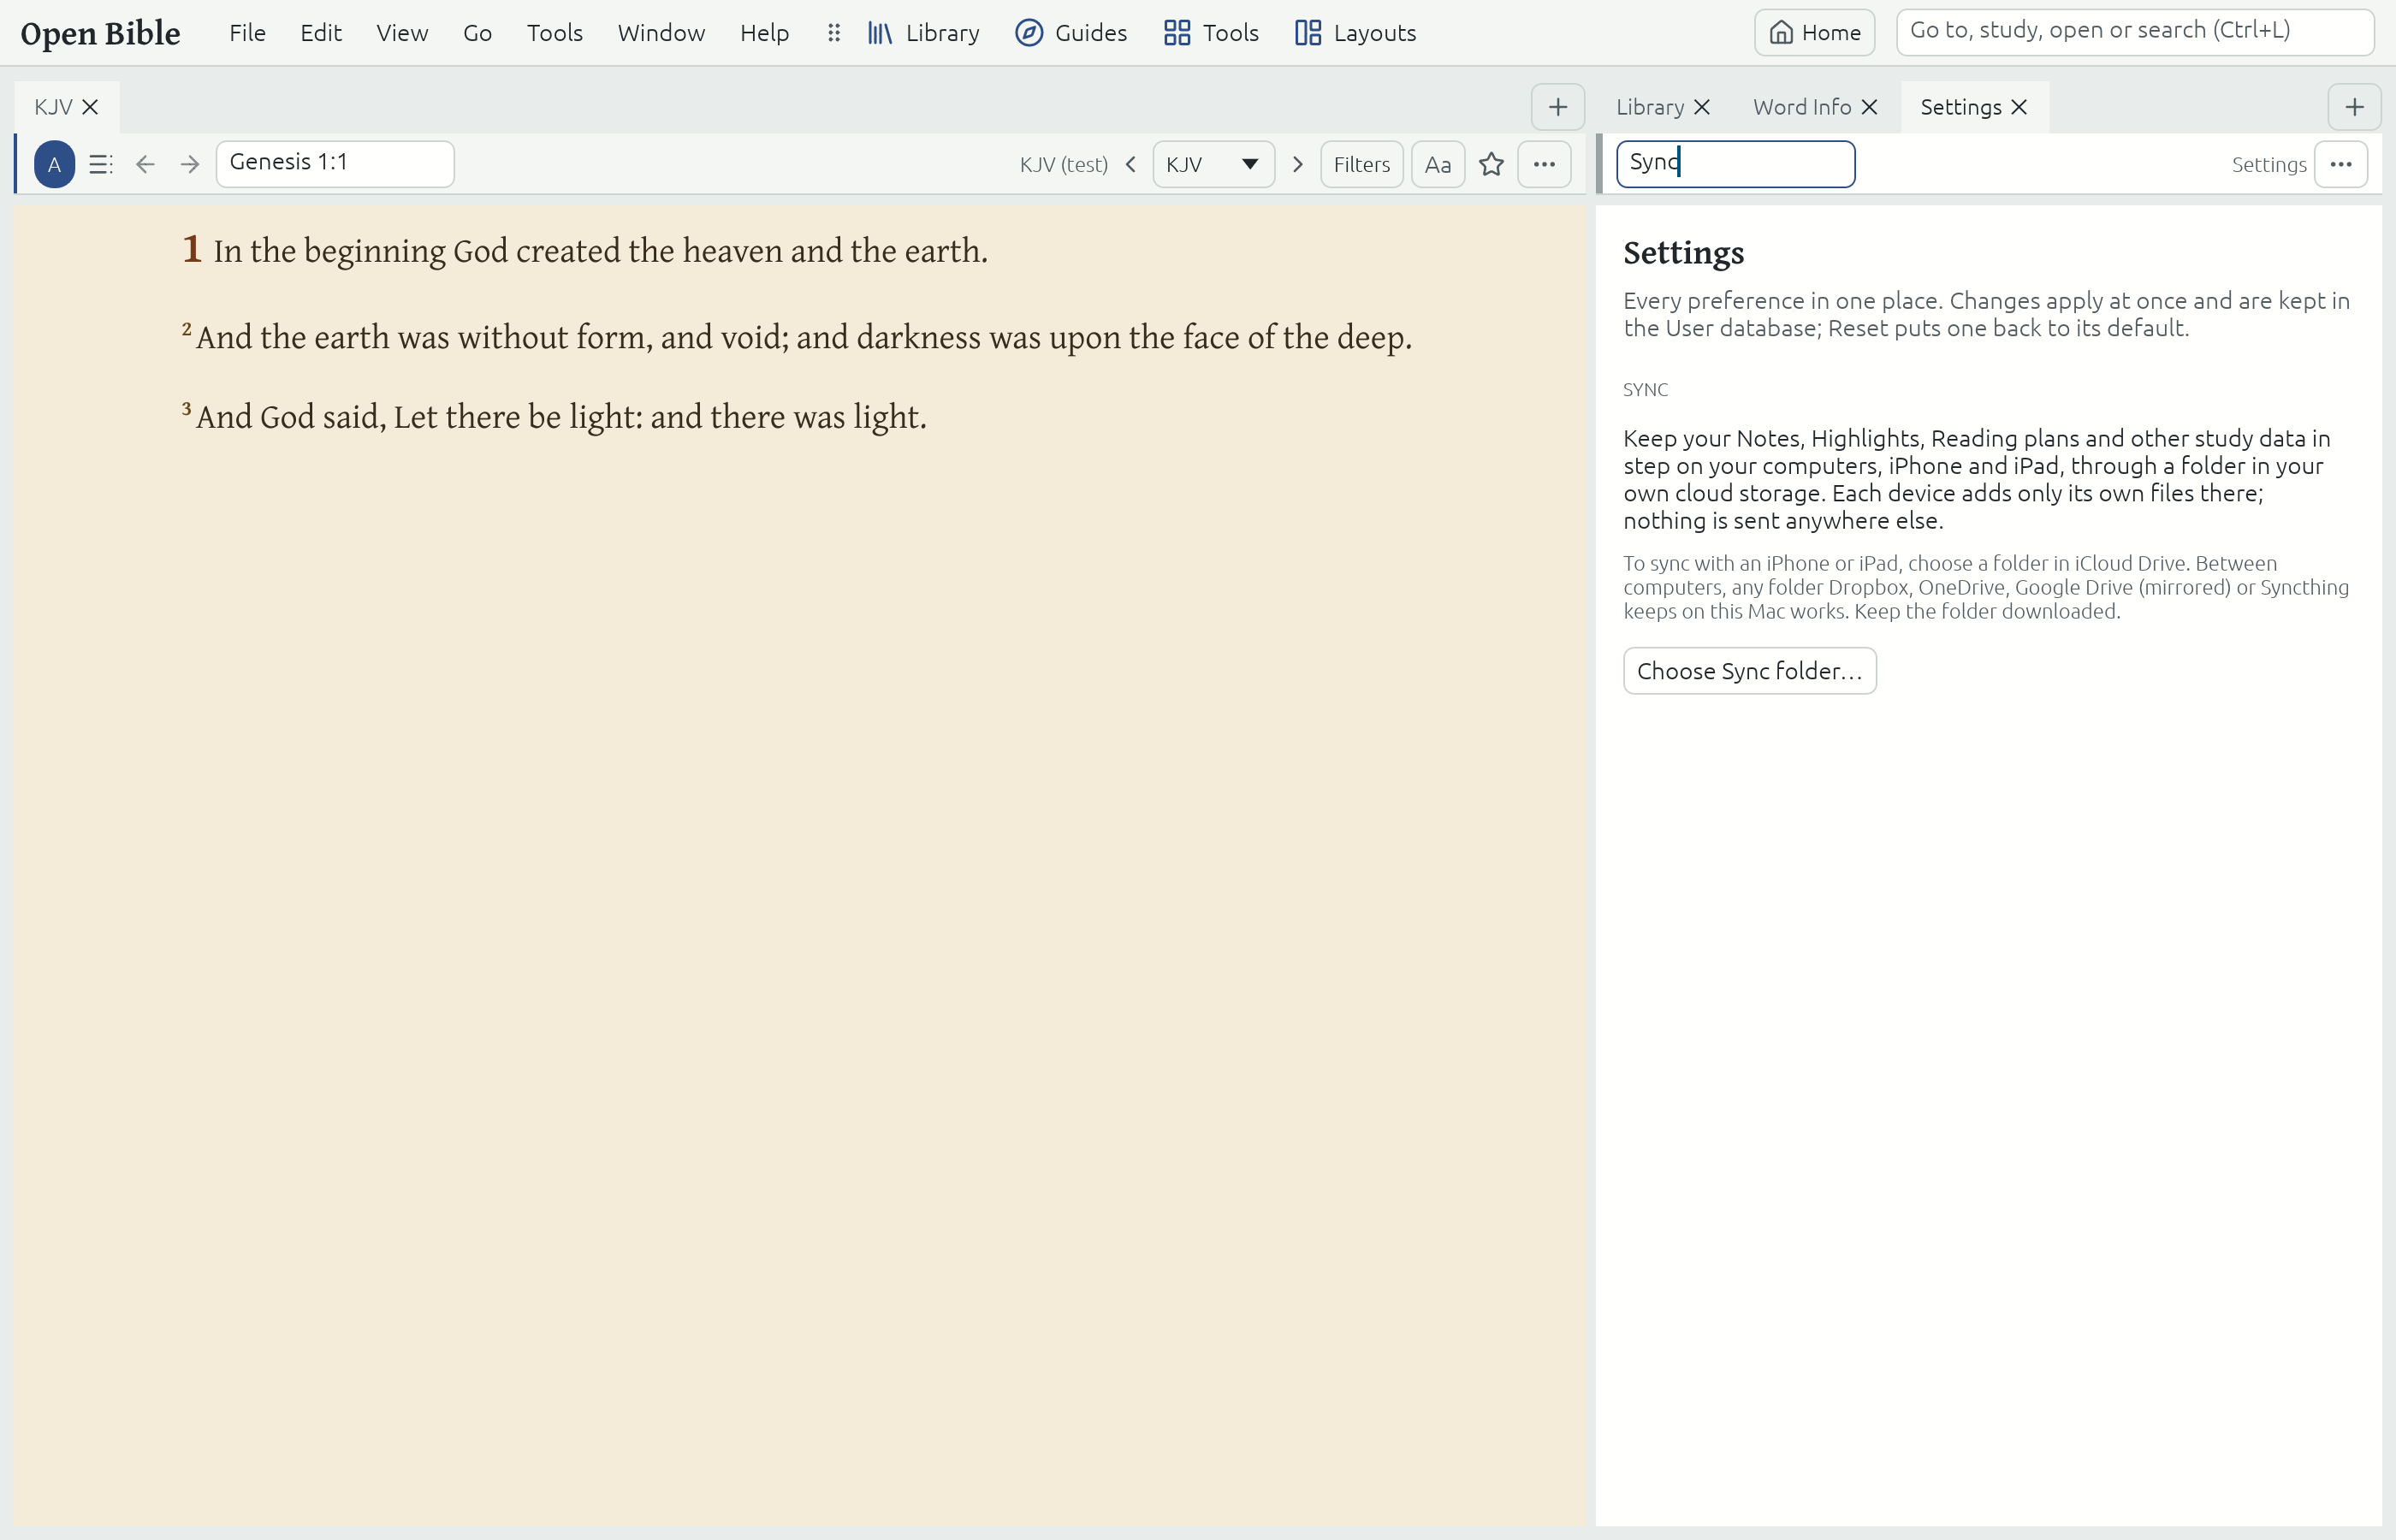 Open Bible File Edit View Go Tools Window Help Library Guides Tools Layouts Home Go to, study, open or search (Ctrl+L)
KJV
Library Word Info Settings
A Genesis 1:1 KJV (test) KJV Filters Aa
Sync Settings
1 In the beginning God created the heaven and the earth.
2 And the earth was without form, and void; and darkness was upon the face of the deep.
3 And God said, Let there be light: and there was light.
Settings
Every preference in one place. Changes apply at once and are kept in
the User database; Reset puts one back to its default.
SYNC
Keep your Notes, Highlights, Reading plans and other study data in
step on your computers, iPhone and iPad, through a folder in your
own cloud storage. Each device adds only its own files there;
nothing is sent anywhere else.
To sync with an iPhone or iPad, choose a folder in iCloud Drive. Between
computers, any folder Dropbox, OneDrive, Google Drive (mirrored) or Syncthing
keeps on this Mac works. Keep the folder downloaded.
Choose Sync folder...